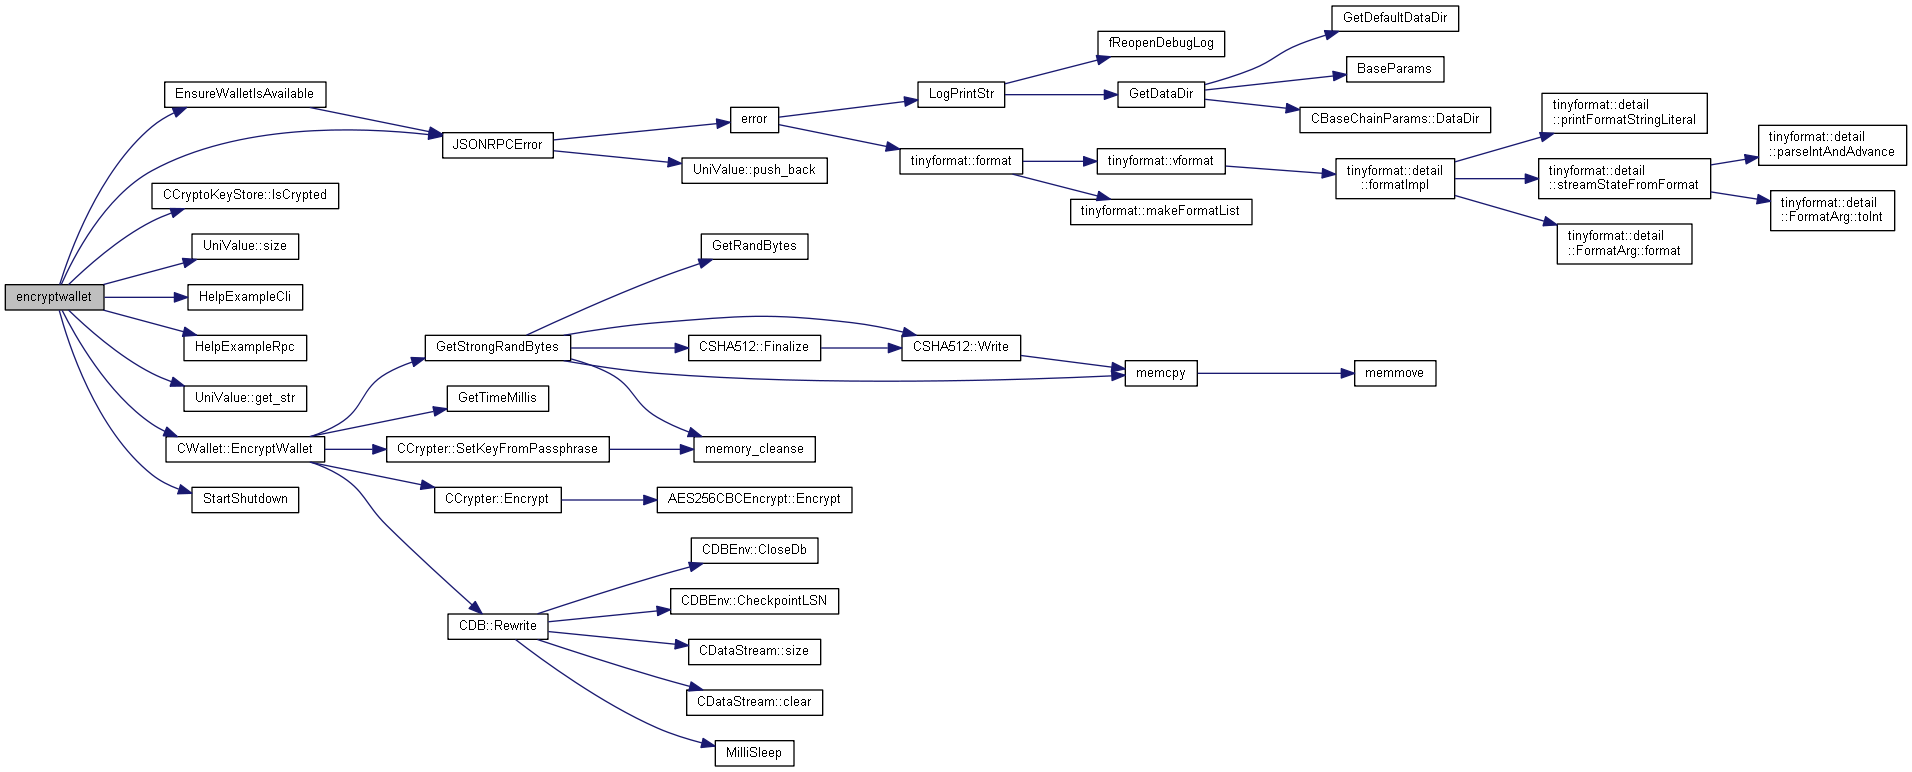 GetDefaultDataDir
fReopenDebugLog
BaseParams
EnsureWalletIsAvailable
LogPrintStr
GetDataDir
CBaseChainParams::DataDir
tinyformat::detail
::printFormatStringLiteral
error
JSONRPCError
tinyformat::detail
::parseIntAndAdvance
UniValue::push_back
tinyformat::format
tinyformat::vformat
tinyformat::detail
::formatImpl
tinyformat::detail
::streamStateFromFormat
CCryptoKeyStore::IsCrypted
tinyformat::makeFormatList
tinyformat::detail
::FormatArg::toInt
UniValue::size
GetRandBytes
tinyformat::detail
::FormatArg::format
encryptwallet
HelpExampleCli
HelpExampleRpc
GetStrongRandBytes
CSHA512::Finalize
CSHA512::Write
memcpy
memmove
UniValue::get_str
GetTimeMillis
CWallet::EncryptWallet
CCrypter::SetKeyFromPassphrase
memory_cleanse
StartShutdown
CCrypter::Encrypt
AES256CBCEncrypt::Encrypt
CDBEnv::CloseDb
CDBEnv::CheckpointLSN
CDB::Rewrite
CDataStream::size
CDataStream::clear
MilliSleep